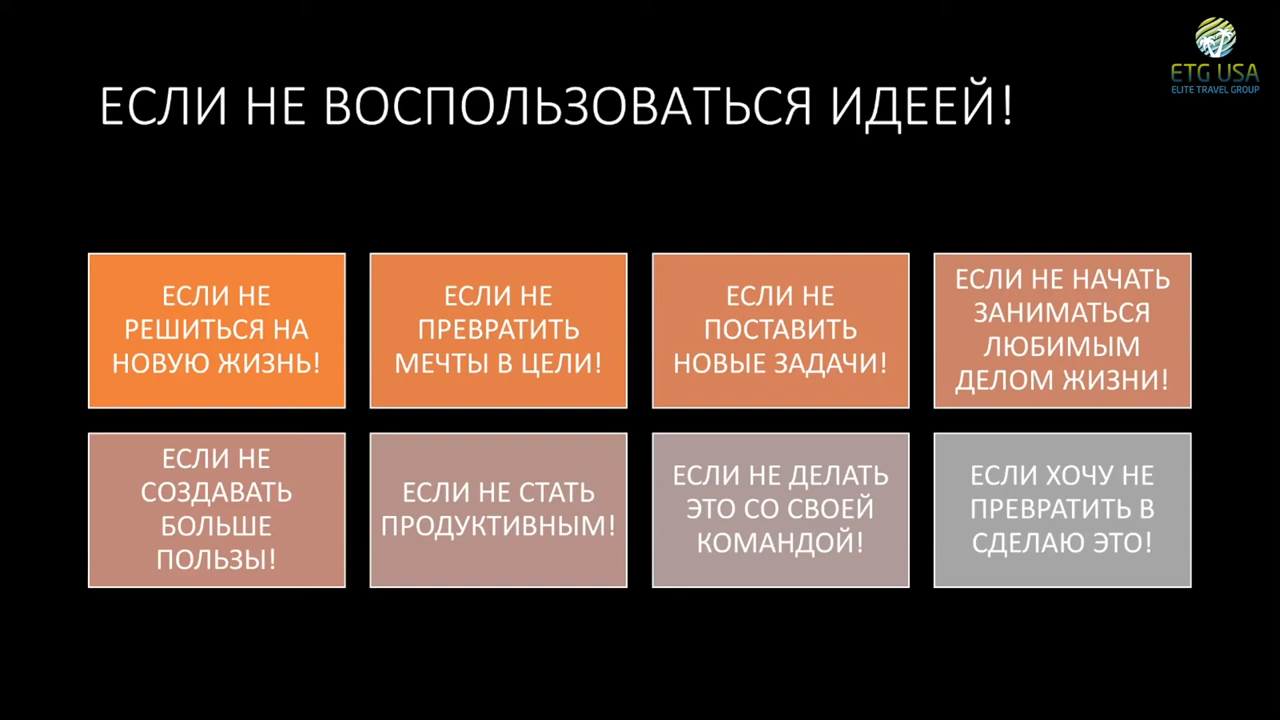 ETG USA
ELITE TRAVEL GROUP
ЕСЛИ НЕ ВОСПОЛЬЗОВАТЬСЯ ИДЕЕЙ!
ЕСЛИ НЕ
РЕШИТЬСЯ НА
НОВУЮ ЖИЗНЬ!
ЕСЛИ НЕ
ПРЕВРАТИТЬ
МЕЧТЫ В ЦЕЛИ!
ЕСЛИ НЕ
ПОСТАВИТЬ
НОВЫЕ ЗАДАЧИ!
ЕСЛИ НЕ НАЧАТЬ
ЗАНИМАТЬСЯ
ЛЮБИМЫМ
ДЕЛОМ ЖИЗНИ!
ЕСЛИ НЕ
СОЗДАВАТЬ
БОЛЬШЕ
ПОЛЬЗЫ!
ЕСЛИ НЕ СТАТЬ
ПРОДУКТИВНЫМ!
ЕСЛИ НЕ ДЕЛАТЬ
ЭТО СО СВОЕЙ
КОМАНДОЙ!
ЕСЛИ ХОЧУ НЕ
ПРЕВРАТИТЬ В
СДЕЛАЮ ЭТО!